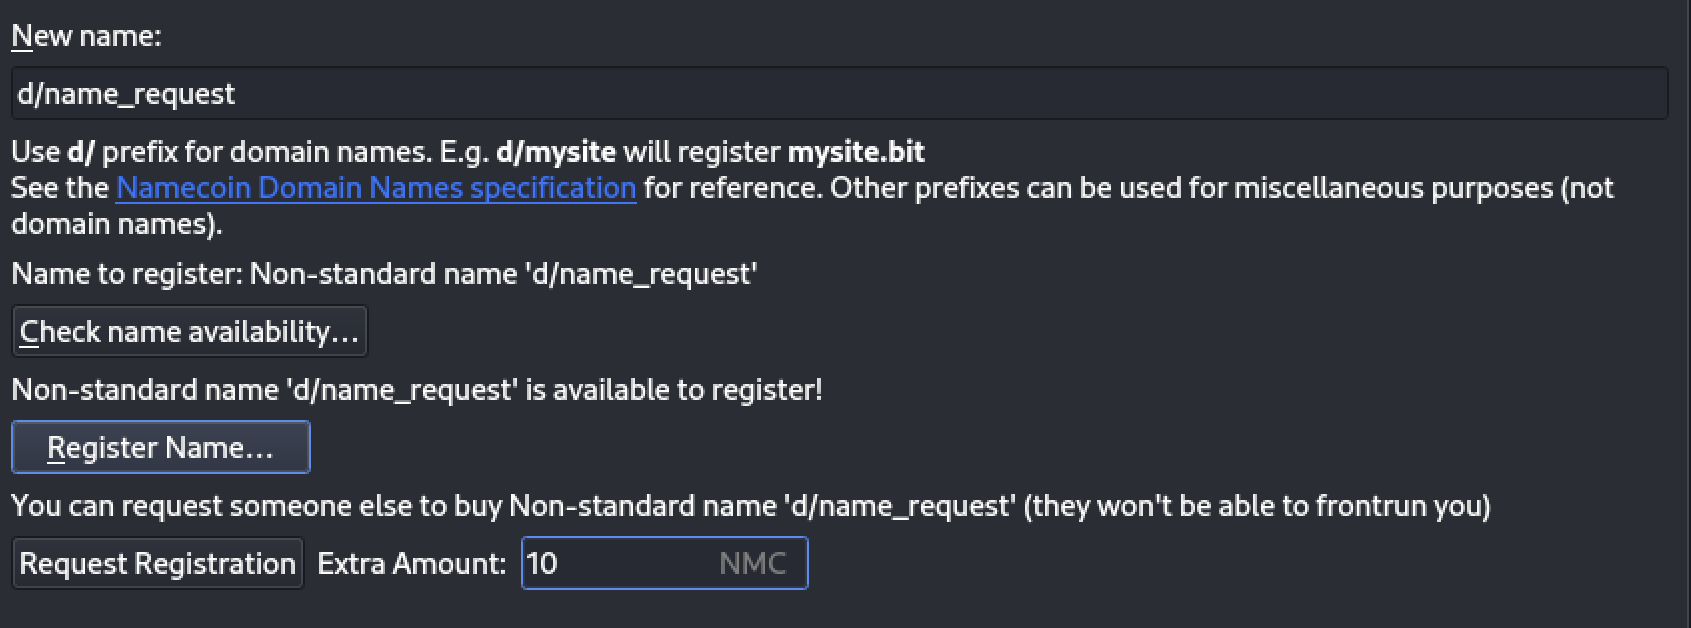 New name:
d/name_request
Use d/ prefix for domain names. E.g. d/mysite will register mysite.bit
See the Namecoin Domain Names specification for reference. Other prefixes can be used for miscellaneous purposes (not
domain names).
Name to register: Non-standard name 'd/name_request'
Check name availability...
Non-standard name 'd/name_request' is available to register!
Register Name...
You can request someone else to buy Non-standard name 'd/name_request' (they won't be able to frontrun you)
Request Registration Extra Amount: 10 NMC